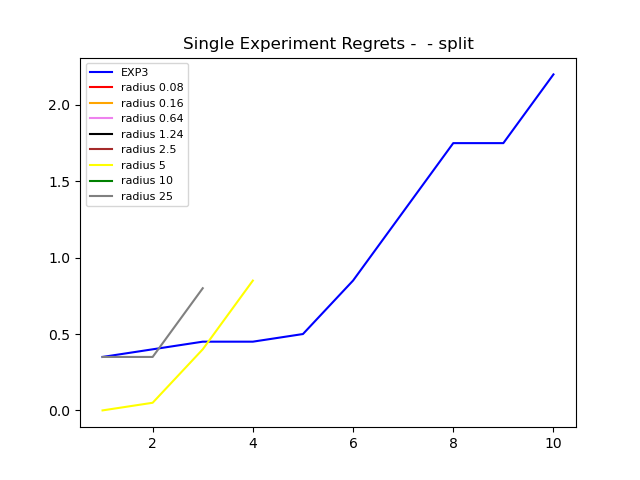 Single Experiment Regrets -  - split
EXP3
radius 0.08
radius 0.16
radius 0.64
radius 1.24
radius 2.5
radius 5
radius 10
radius 25
2.0
1.5
1.0
0.5
0.0
2 4 6 8 10